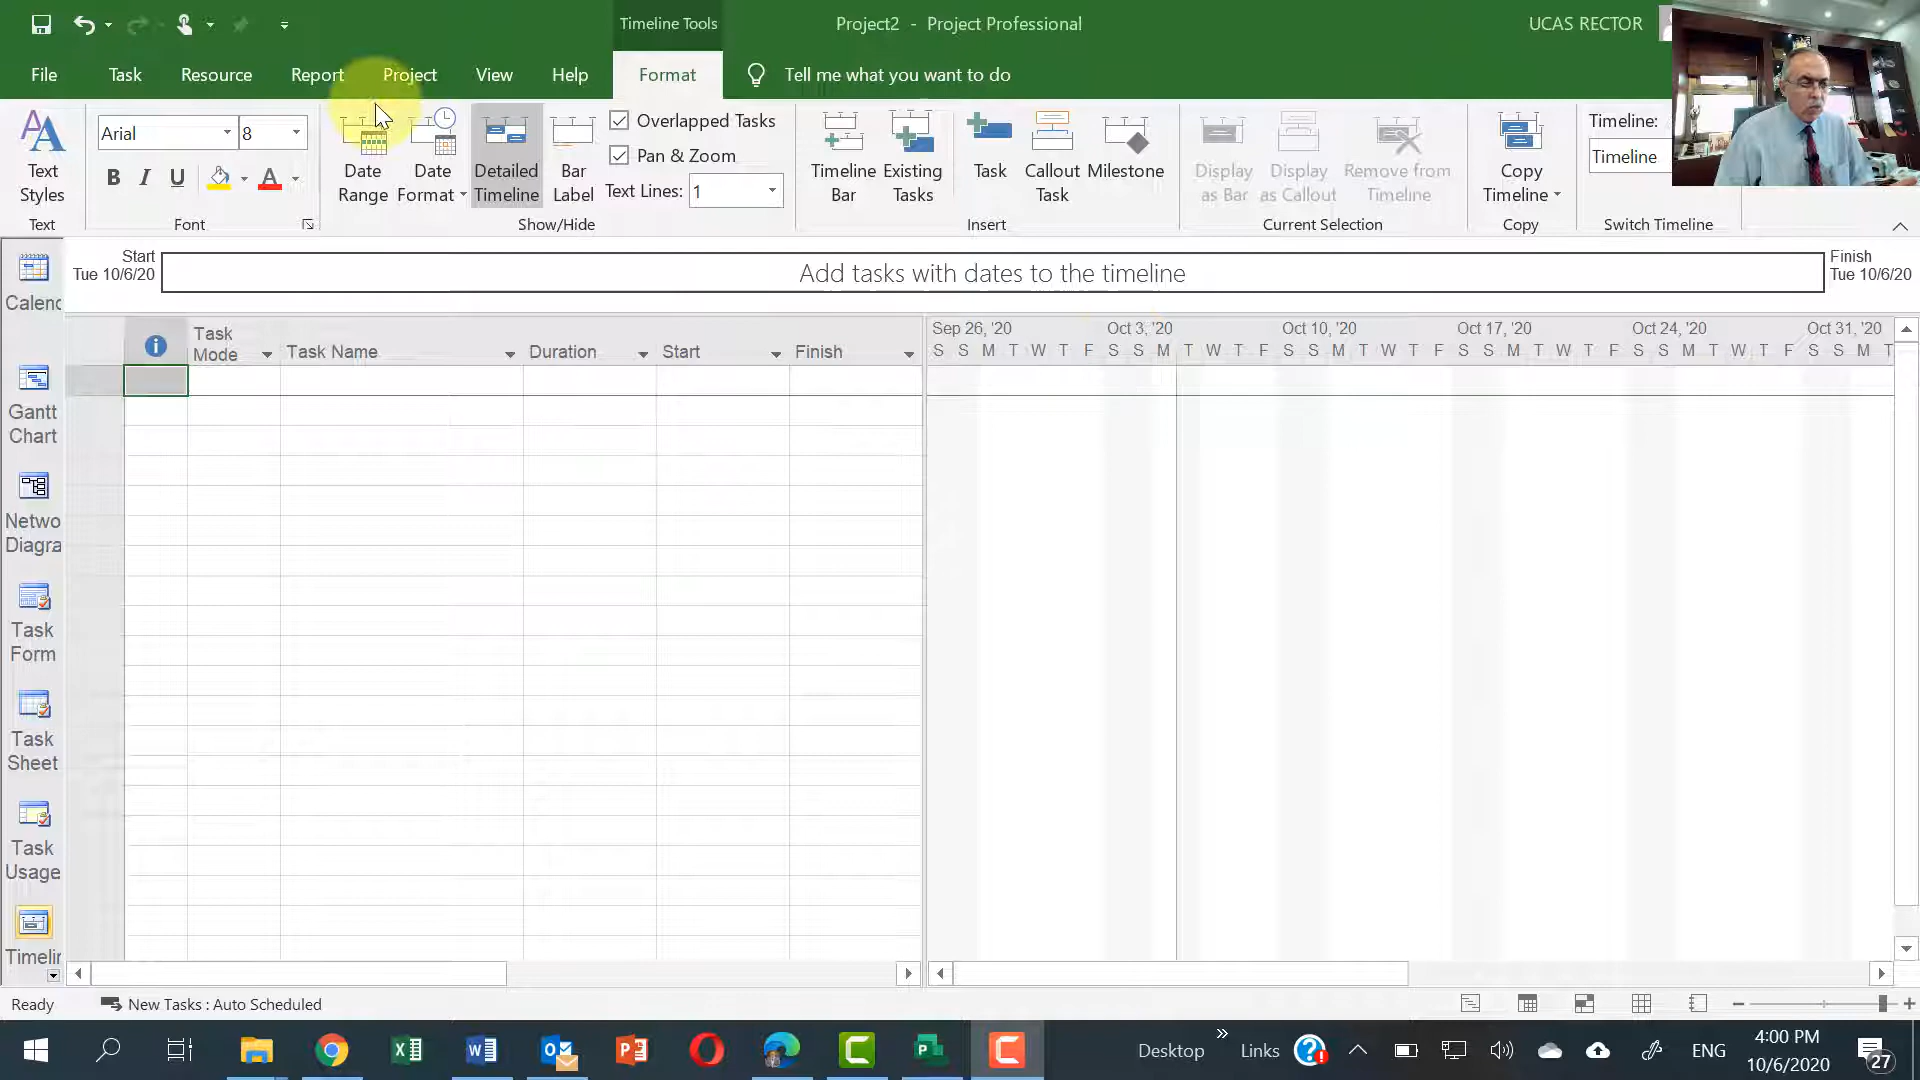 Timeline Tools
Project2 - Project Professional
UCAS RECTOR
File
Task
Resource
Report
Project
View
Help
Format
Tell me what you want to do
Text Styles
Text
Arial
8
B I U A
Font
Date Range
Date Format
Detailed Timeline
Bar Label
Overlapped Tasks
Pan & Zoom
Text Lines: 1
Show/Hide
Timeline Bar
Existing Tasks
Task
Callout Task
Milestone
Insert
Display as Bar
Display as Callout
Remove from Timeline
Current Selection
Copy Timeline
Copy
Timeline:
Timeline
Switch Timeline
Start
Tue 10/6/20
Add tasks with dates to the timeline
Finish
Tue 10/6/20
Calend
Gantt
Chart
Netwo
Diagra
Task
Form
Task
Sheet
Task
Usage
Timelin
Task Mode
Task Name
Duration
Start
Finish
Sep 26, '20
Oct 3, '20
Oct 10, '20
Oct 17, '20
Oct 24, '20
Oct 31, '20
S S M T W T F S S M T W T F S S M T W T F S S M T W T F S S M T W T F S S M T
Ready
New Tasks : Auto Scheduled
Desktop
Links
ENG
4:00 PM
10/6/2020
27